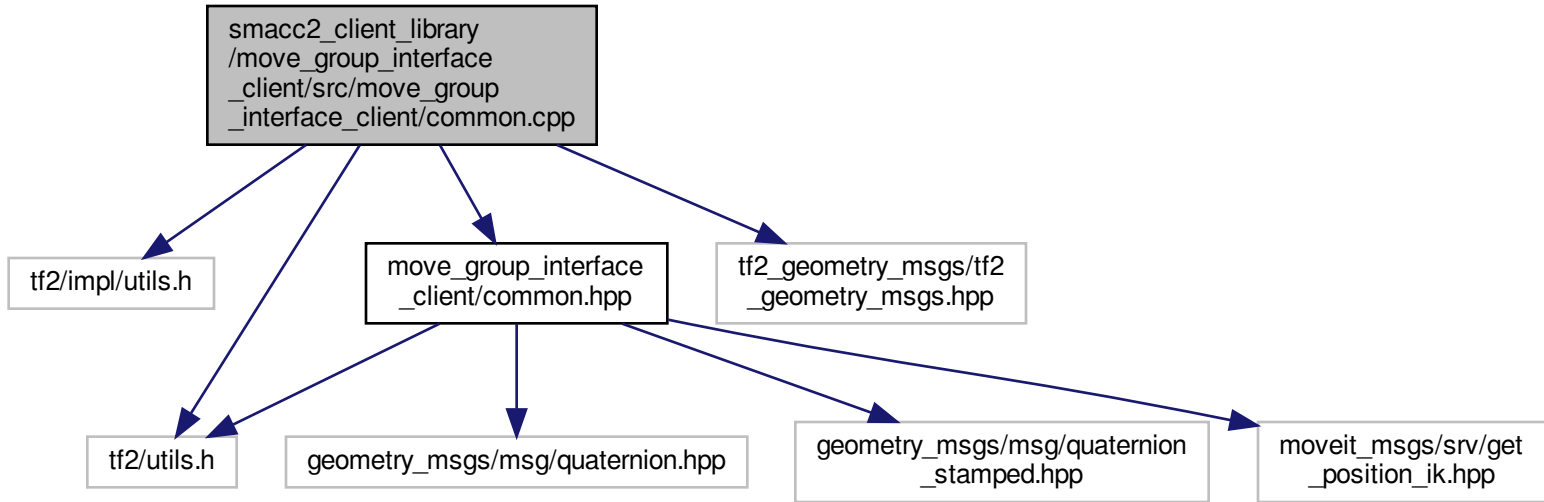 smacc2_client_library
/move_group_interface
_client/src/move_group
_interface_client/common.cpp
tf2/impl/utils.h
move_group_interface
_client/common.hpp
tf2_geometry_msgs/tf2
_geometry_msgs.hpp
tf2/utils.h
geometry_msgs/msg/quaternion.hpp
geometry_msgs/msg/quaternion
_stamped.hpp
moveit_msgs/srv/get
_position_ik.hpp